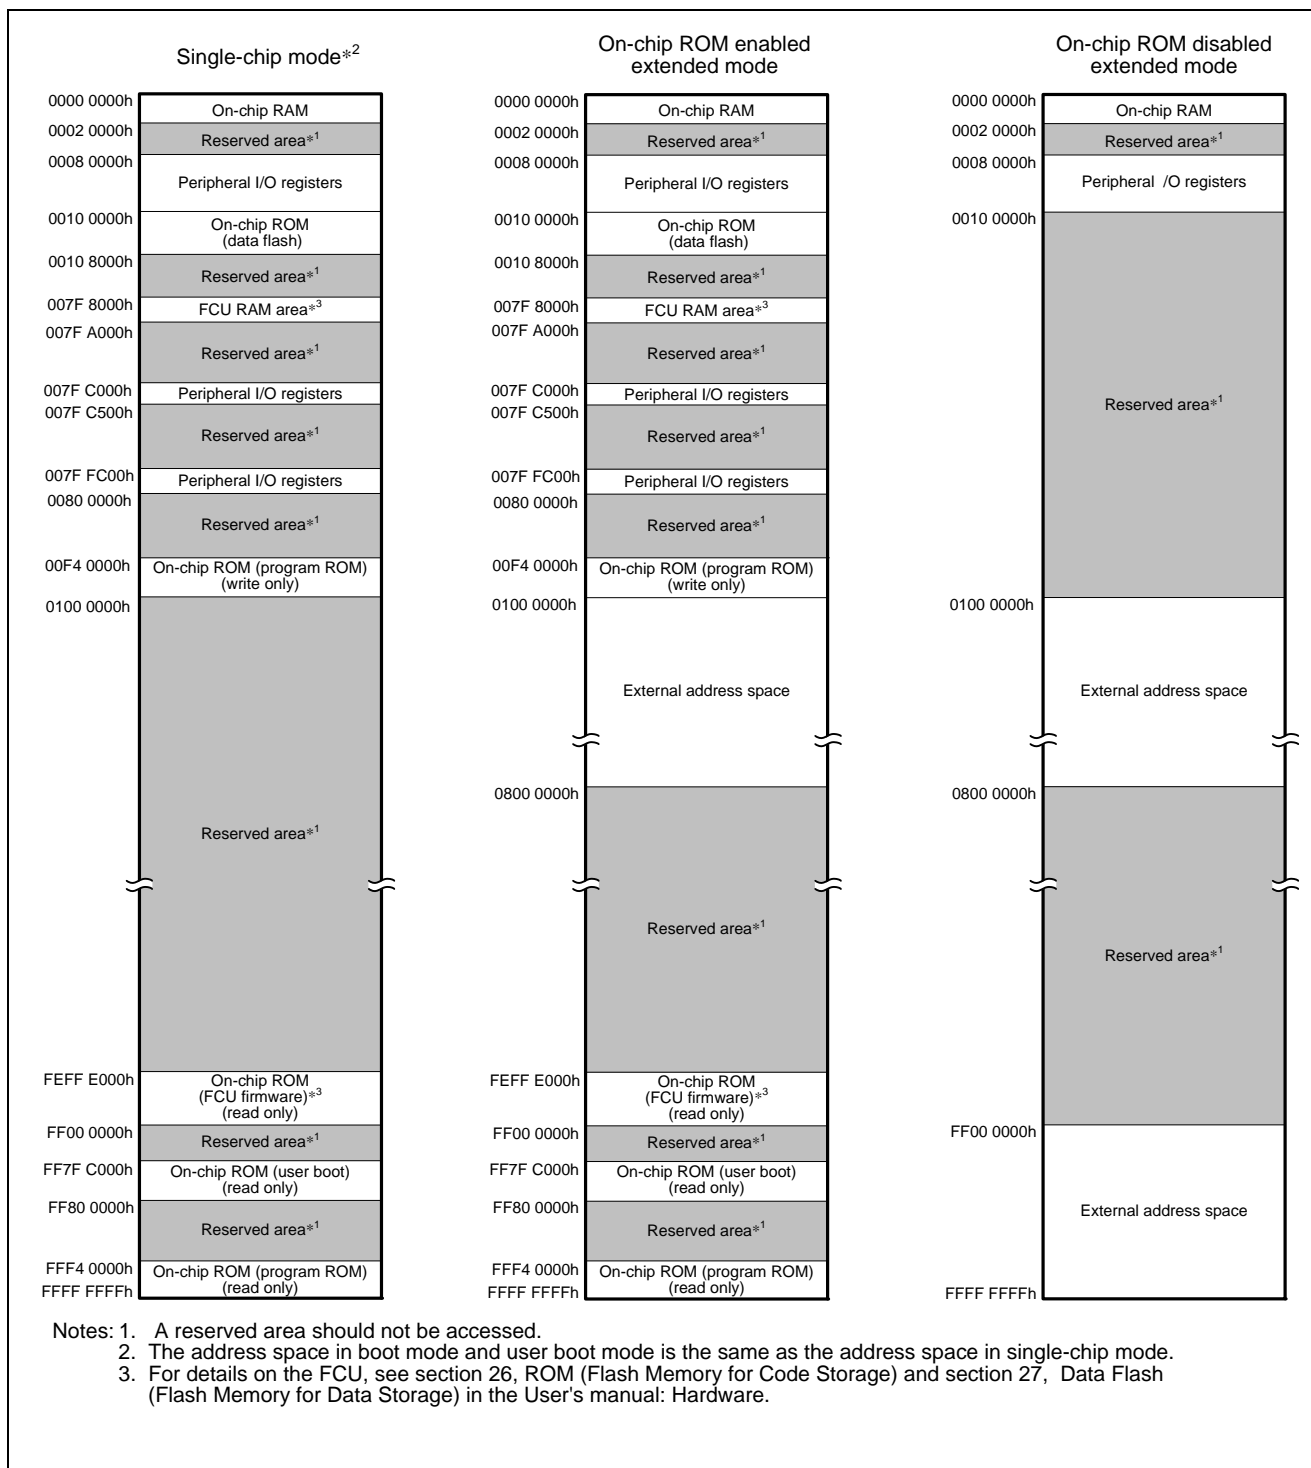 Single-chip mode*2
0000 0000h
On-chip RAM
0002 0000h
Reserved area*1
0008 0000h
Peripheral I/O registers
0010 0000h
On-chip ROM
(data flash)
0010 8000h
Reserved area*1
007F 8000h
FCU RAM area*3
007F A000h
Reserved area*1
007F C000h
Peripheral I/O registers
007F C500h
Reserved area*1
007F FC00h
Peripheral I/O registers
0080 0000h
Reserved area*1
00F4 0000h
On-chip ROM (program ROM)
(write only)
0100 0000h
Reserved area*1
FEFF E000h
On-chip ROM
(FCU firmware)*3
(read only)
FF00 0000h
Reserved area*1
FF7F C000h
On-chip ROM (user boot)
(read only)
FF80 0000h
Reserved area*1
FFF4 0000h
On-chip ROM (program ROM)
(read only)
FFFF FFFFh
On-chip ROM enabled
extended mode
0000 0000h
On-chip RAM
0002 0000h
Reserved area*1
0008 0000h
Peripheral I/O registers
0010 0000h
On-chip ROM
(data flash)
0010 8000h
Reserved area*1
007F 8000h
FCU RAM area*3
007F A000h
Reserved area*1
007F C000h
Peripheral I/O registers
007F C500h
Reserved area*1
007F FC00h
Peripheral I/O registers
0080 0000h
Reserved area*1
00F4 0000h
On-chip ROM (program ROM)
(write only)
0100 0000h
External address space
0800 0000h
Reserved area*1
FEFF E000h
On-chip ROM
(FCU firmware)*3
(read only)
FF00 0000h
Reserved area*1
FF7F C000h
On-chip ROM (user boot)
(read only)
FF80 0000h
Reserved area*1
FFF4 0000h
On-chip ROM (program ROM)
(read only)
FFFF FFFFh
On-chip ROM disabled
extended mode
0000 0000h
On-chip RAM
0002 0000h
Reserved area*1
0008 0000h
Peripheral /O registers
0010 0000h
Reserved area*1
0100 0000h
External address space
0800 0000h
Reserved area*1
FF00 0000h
External address space
FFFF FFFFh
Notes: 1. A reserved area should not be accessed.
2. The address space in boot mode and user boot mode is the same as the address space in single-chip mode.
3. For details on the FCU, see section 26, ROM (Flash Memory for Code Storage) and section 27, Data Flash
(Flash Memory for Data Storage) in the User's manual: Hardware.